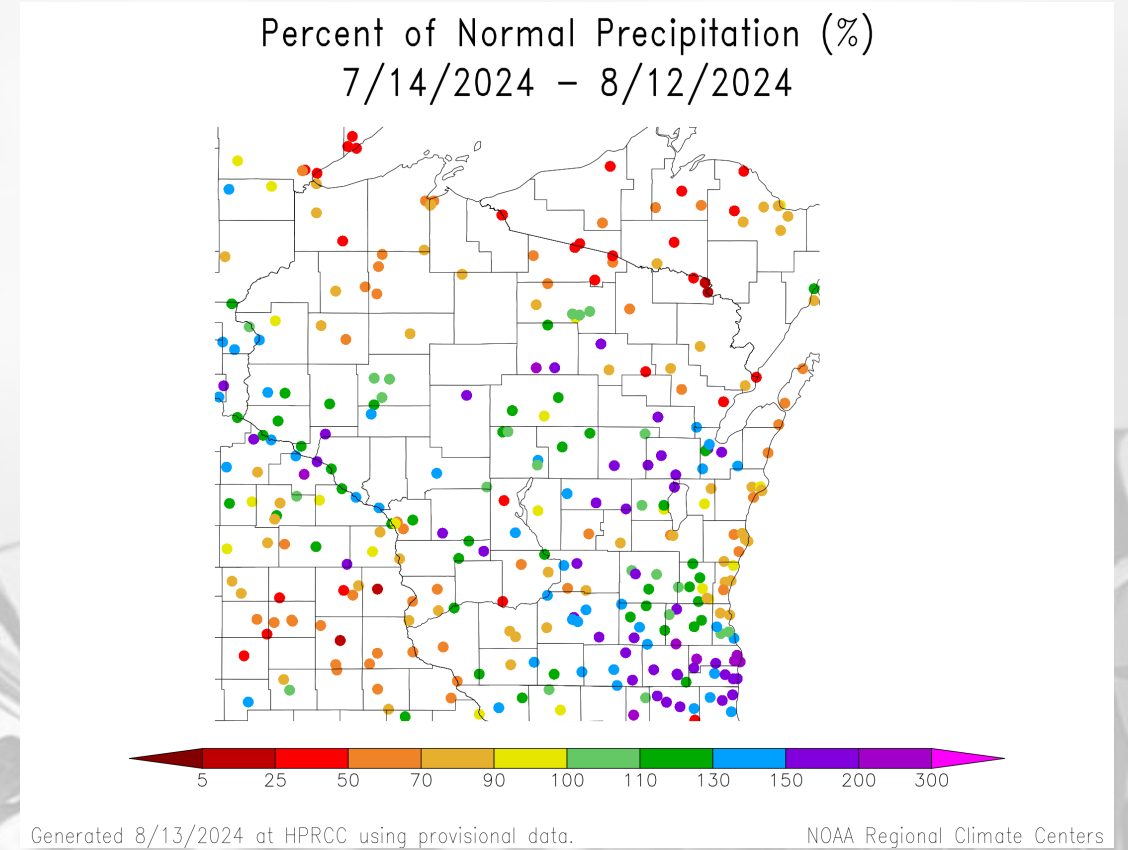 Percent of Normal Precipitation (%)
7/14/2024 – 8/12/2024
5 25 50 70 90 100 110 130 150 200 300
Generated 8/13/2024 at HPRCC using provisional data.
NOAA Regional Climate Centers